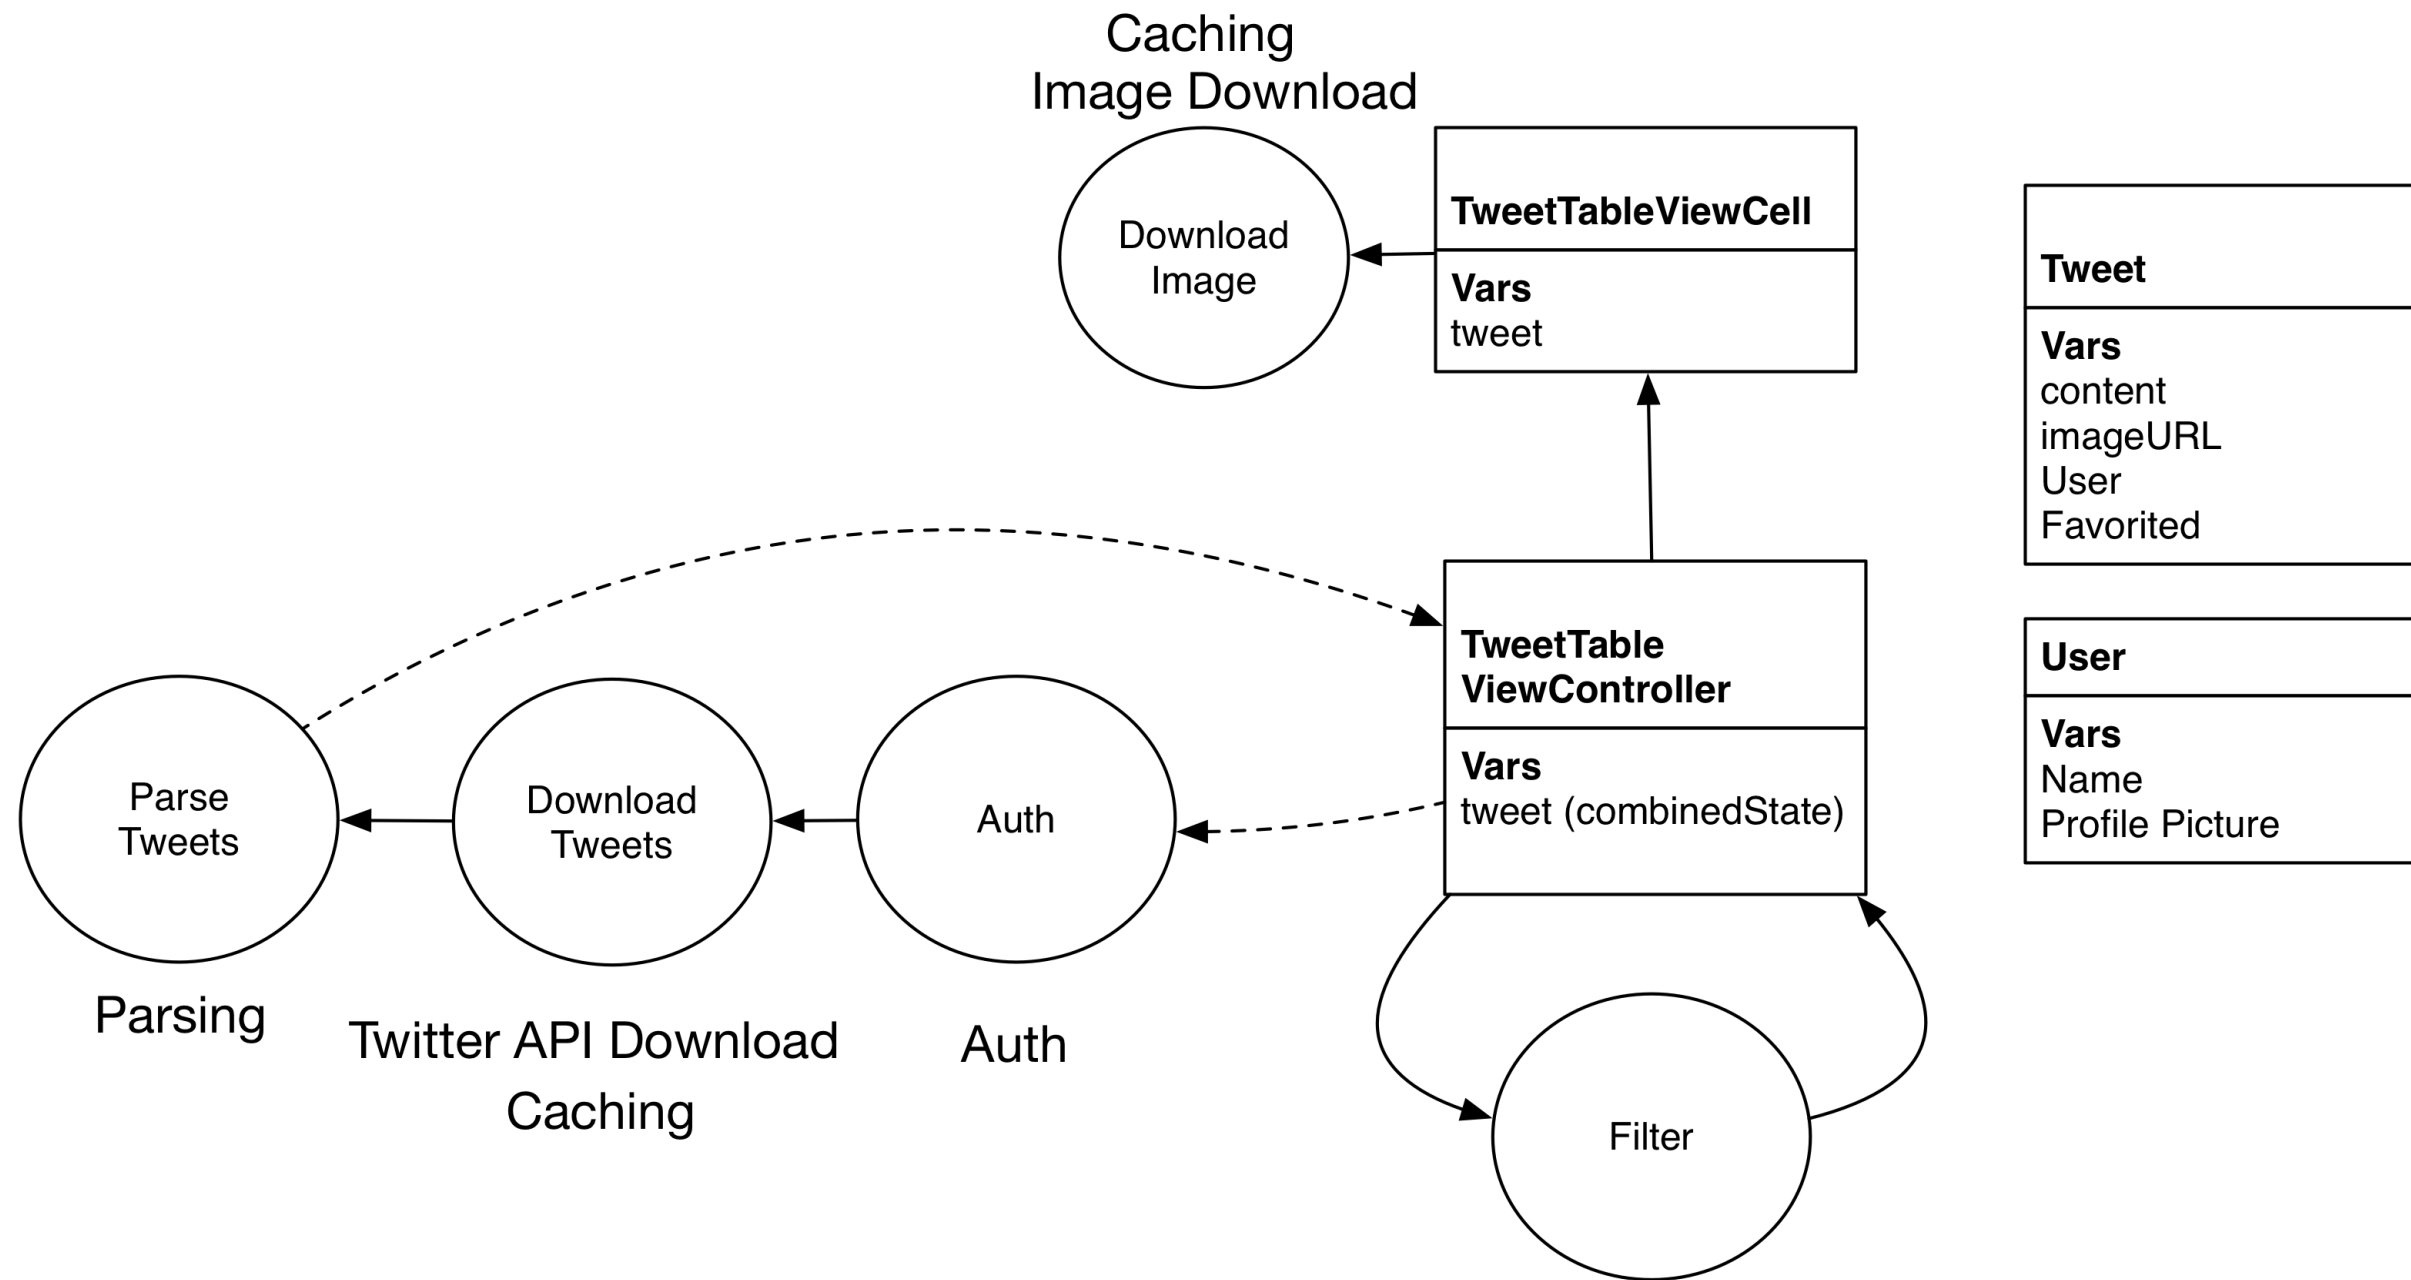 Caching
Image Download
Download
Image
TweetTableViewCell
Vars
tweet
Tweet
Vars
content
imageURL
User
Favorited
TweetTable
ViewController
Vars
tweet (combinedState)
User
Vars
Name
Profile Picture
Parse
Tweets
Download
Tweets
Auth
Parsing
Twitter API Download
Caching
Auth
Filter